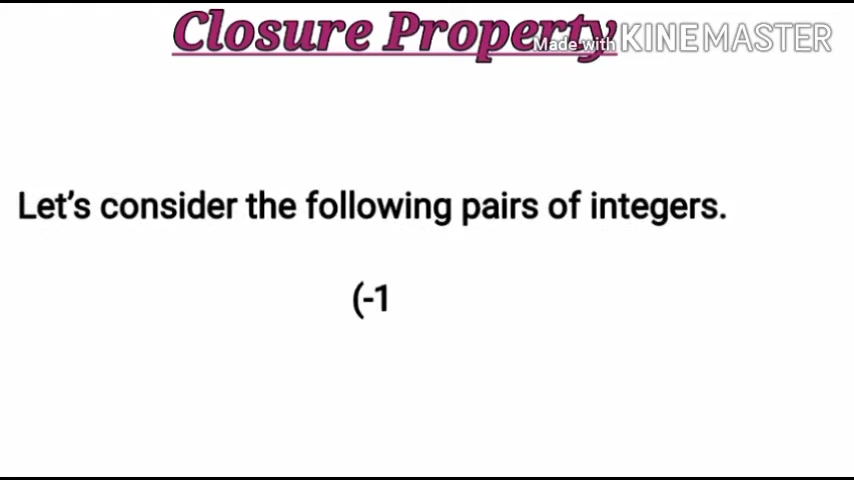 Closure Property
Made with KINEMASTER
Let's consider the following pairs of integers.
(-1